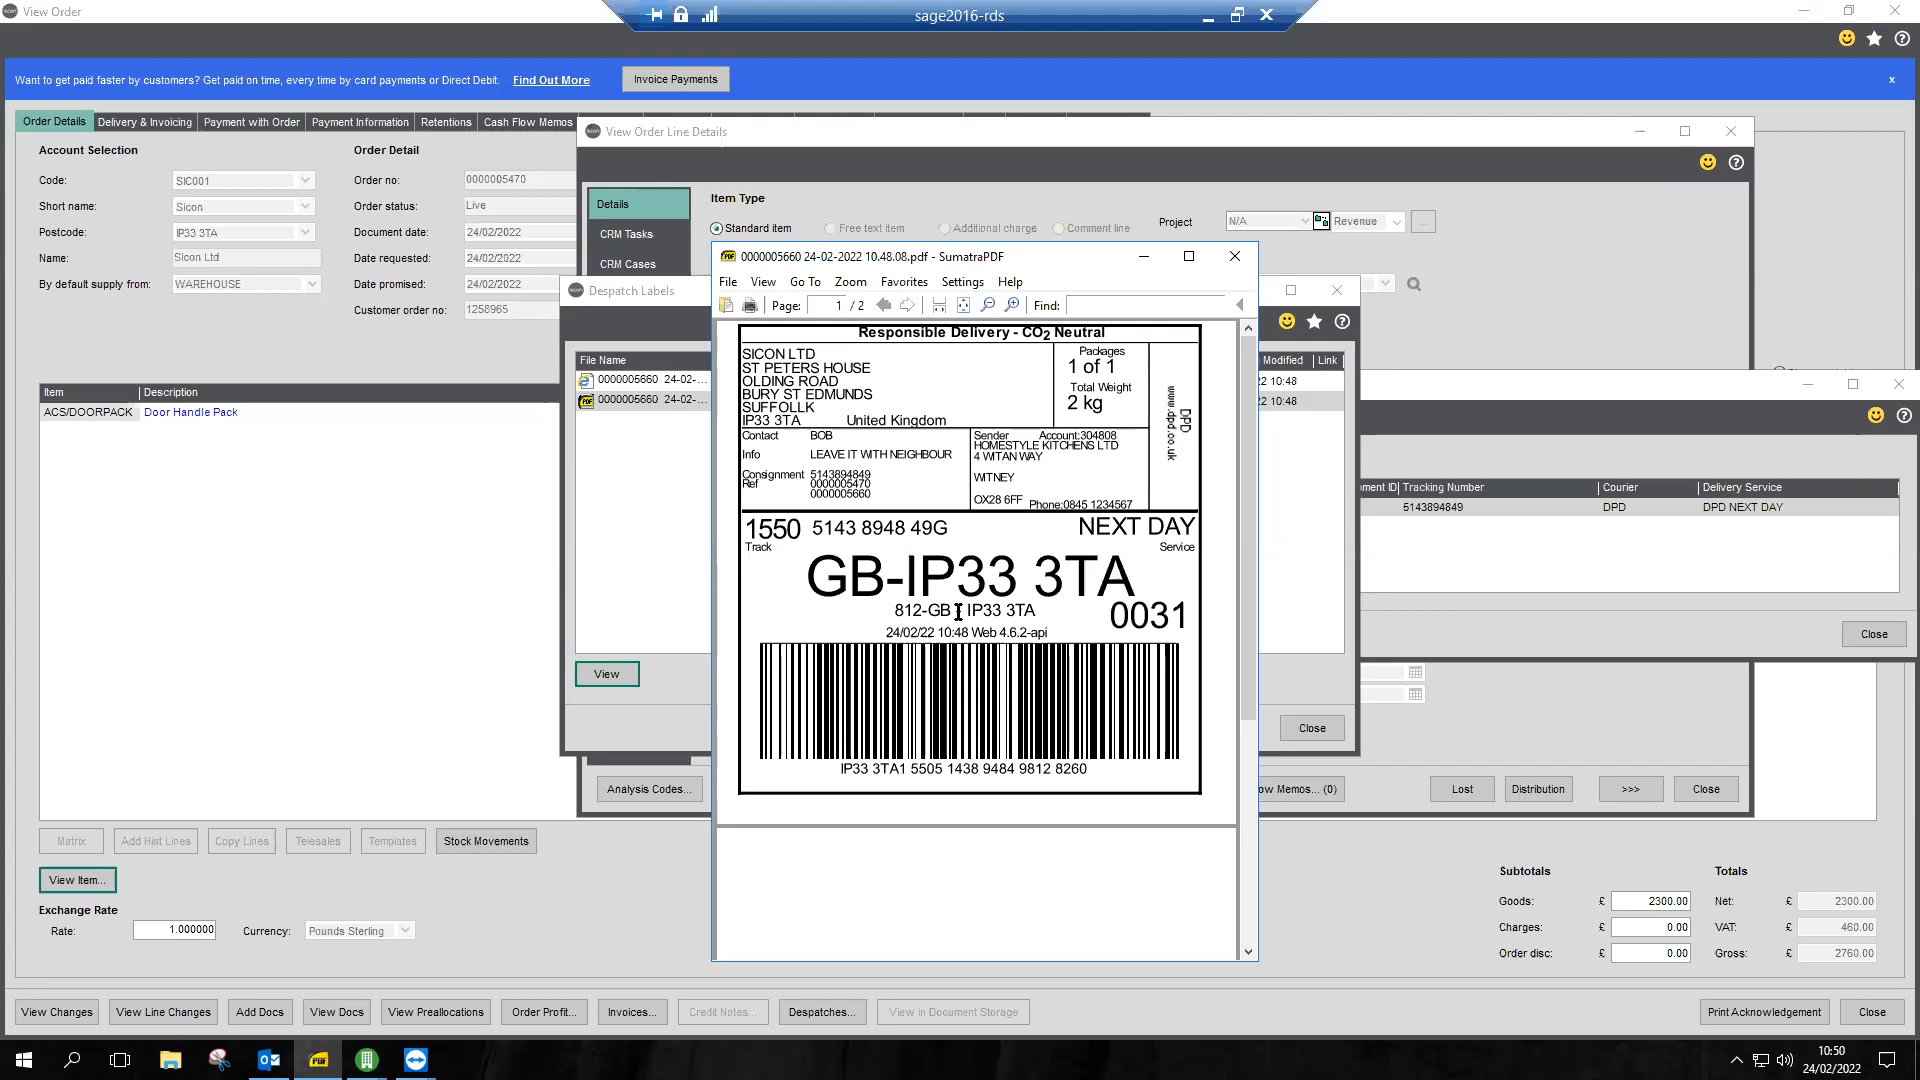 View Order
sage2016-rds
Want to get paid faster by customers? Get paid on time, every time by card payments or Direct Debit. Find Out More Invoice Payments x
Order Details Delivery & Invoicing Payment with Order Payment Information Retentions Cash Flow Memos
Account Selection
Code: SIC001
Short name: Sicon
Postcode: IP33 3TA
Name: Sicon Ltd
By default supply from: WAREHOUSE
Order Detail
Order no: 0000005470
Order status: Live
Document date: 24/02/2022
Date requested: 24/02/2022
Date promised: 24/02/2022
Customer order no: 1258965
Item Description
ACS/DOORPACK Door Handle Pack
View Order Line Details
Details
CRM Tasks
CRM Cases
Item Type
Standard item Free text item Additional charge Comment line
Project N/A Revenue ...
Despatch Labels
File Name Modified Link
0000005660 24-02-... 22 10:48
0000005660 24-02-... 22 10:48
View
Close
0000005660 24-02-2022 10.48.08.pdf - SumatraPDF
File View Go To Zoom Favorites Settings Help
Page: 1 / 2 Find:
Responsible Delivery - CO2 Neutral
SICON LTD
ST PETERS HOUSE
OLDING ROAD
BURY ST EDMUNDS
SUFFOLLK
IP33 3TA United Kingdom
Packages
1 of 1
Total Weight
2 kg
DPD
www.dpd.co.uk
Contact BOB
Info LEAVE IT WITH NEIGHBOUR
Consignment 5143894849
Ref 0000005470
0000005660
Sender Account:304808
HOMESTYLE KITCHENS LTD
4 WITAN WAY
WITNEY
OX28 6FF Phone:0845 1234567
1550 5143 8948 49G NEXT DAY
Track Service
GB-IP33 3TA
812-GB - IP33 3TA
0031
24/02/22 10:48 Web 4.6.2-api
IP33 3TA1 5505 1438 9484 9812 8260
ment ID Tracking Number Courier Delivery Service
5143894849 DPD DPD NEXT DAY
Close
Analysis Codes... ow Memos... (0) Lost Distribution >>> Close
Matrix Add Hist Lines Copy Lines Telesales Templates Stock Movements
View Item...
Exchange Rate
Rate: 1.000000 Currency: Pounds Sterling
Subtotals Totals
Goods: £ 2300.00 Net: £ 2300.00
Charges: £ 0.00 VAT: £ 460.00
Order disc: £ 0.00 Gross: £ 2760.00
View Changes View Line Changes Add Docs View Docs View Preallocations Order Profit... Invoices... Credit Notes... Despatches... View In Document Storage Print Acknowledgement Close
PDF
10:50
24/02/2022